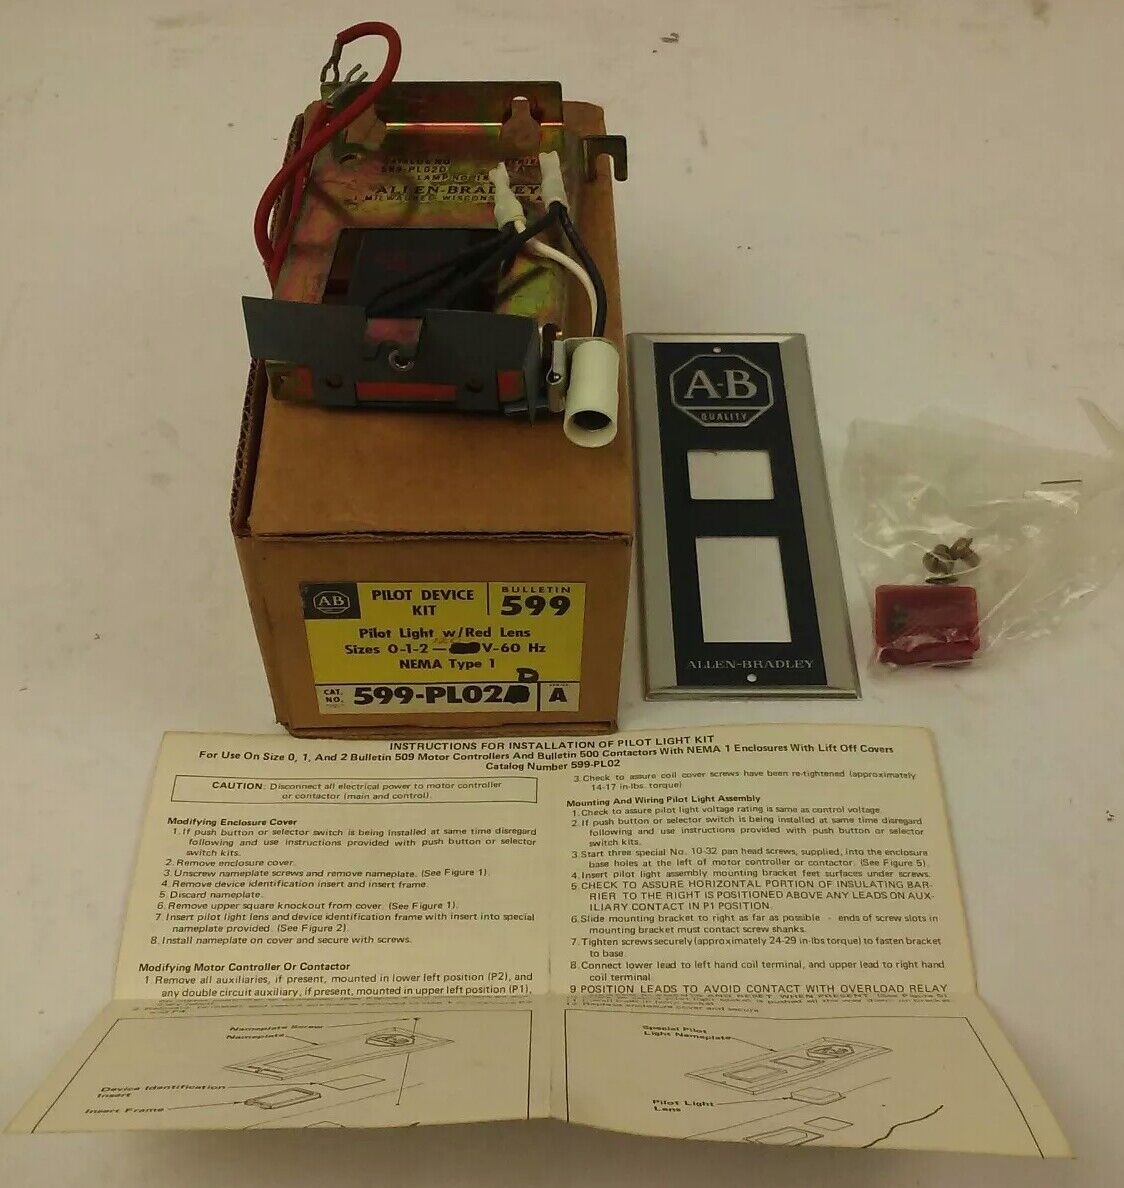 CATALOG NO. SERIES
599-PL02D A
LAMP NO.
ALLEN-BRADLEY
MILWAUKEE, WISCONSIN
A-B
QUALITY
ALLEN-BRADLEY
AB
PILOT DEVICE
KIT
BULLETIN
599
Pilot Light w/Red Lens
Sizes 0-1-2— V-60 Hz
NEMA Type 1
CAT.
NO.
599-PL02D
SERIES
A
INSTRUCTIONS FOR INSTALLATION OF PILOT LIGHT KIT
For Use On Size 0, 1, And 2 Bulletin 509 Motor Controllers And Bulletin 500 Contactors With NEMA 1 Enclosures With Lift Off Covers
Catalog Number 599-PL02
CAUTION: Disconnect all electrical power to motor controller
or contactor (main and control).
Modifying Enclosure Cover
1. If push button or selector switch is being installed at same time disregard
following and use instructions provided with push button or selector
switch kits.
2. Remove enclosure cover.
3. Unscrew nameplate screws and remove nameplate. (See Figure 1).
4. Remove device identification insert and insert frame.
5. Discard nameplate.
6. Remove upper square knockout from cover. (See Figure 1).
7. Insert pilot light lens and device identification frame with insert into special
nameplate provided. (See Figure 2).
8. Install nameplate on cover and secure with screws.
Modifying Motor Controller Or Contactor
1 Remove all auxiliaries, if present, mounted in lower left position (P2), and
any double circuit auxiliary, if present, mounted in upper left position (P1),
3. Check to assure coil cover screws have been re-tightened (approximately
14-17 in-lbs. torque)
Mounting And Wiring Pilot Light Assembly
1. Check to assure pilot light voltage rating is same as control voltage.
2. If push button or selector switch is being installed at same time disregard
following and use instructions provided with push button or selector
switch kits.
3. Start three special No. 10-32 pan head screws, supplied, into the enclosure
base holes at the left of motor controller or contactor. (See Figure 5).
4. Insert pilot light assembly mounting bracket feet surfaces under screws.
5 CHECK TO ASSURE HORIZONTAL PORTION OF INSULATING BAR-
RIER TO THE RIGHT IS POSITIONED ABOVE ANY LEADS ON AUX-
ILIARY CONTACT IN P1 POSITION.
6. Slide mounting bracket to right as far as possible - ends of screw slots in
mounting bracket must contact screw shanks.
7. Tighten screws securely (approximately 24-29 in-lbs torque) to fasten bracket
to base.
8. Connect lower lead to left hand coil terminal, and upper lead to right hand
coil terminal
9 POSITION LEADS TO AVOID CONTACT WITH OVERLOAD RELAY
AND RESET, WHEN PRESENT. (See Figure 5)
Nameplate Screw
Nameplate
Device Identification
Insert
Insert Frame
Special Pilot
Light Nameplate
AB
Pilot Light
Lens